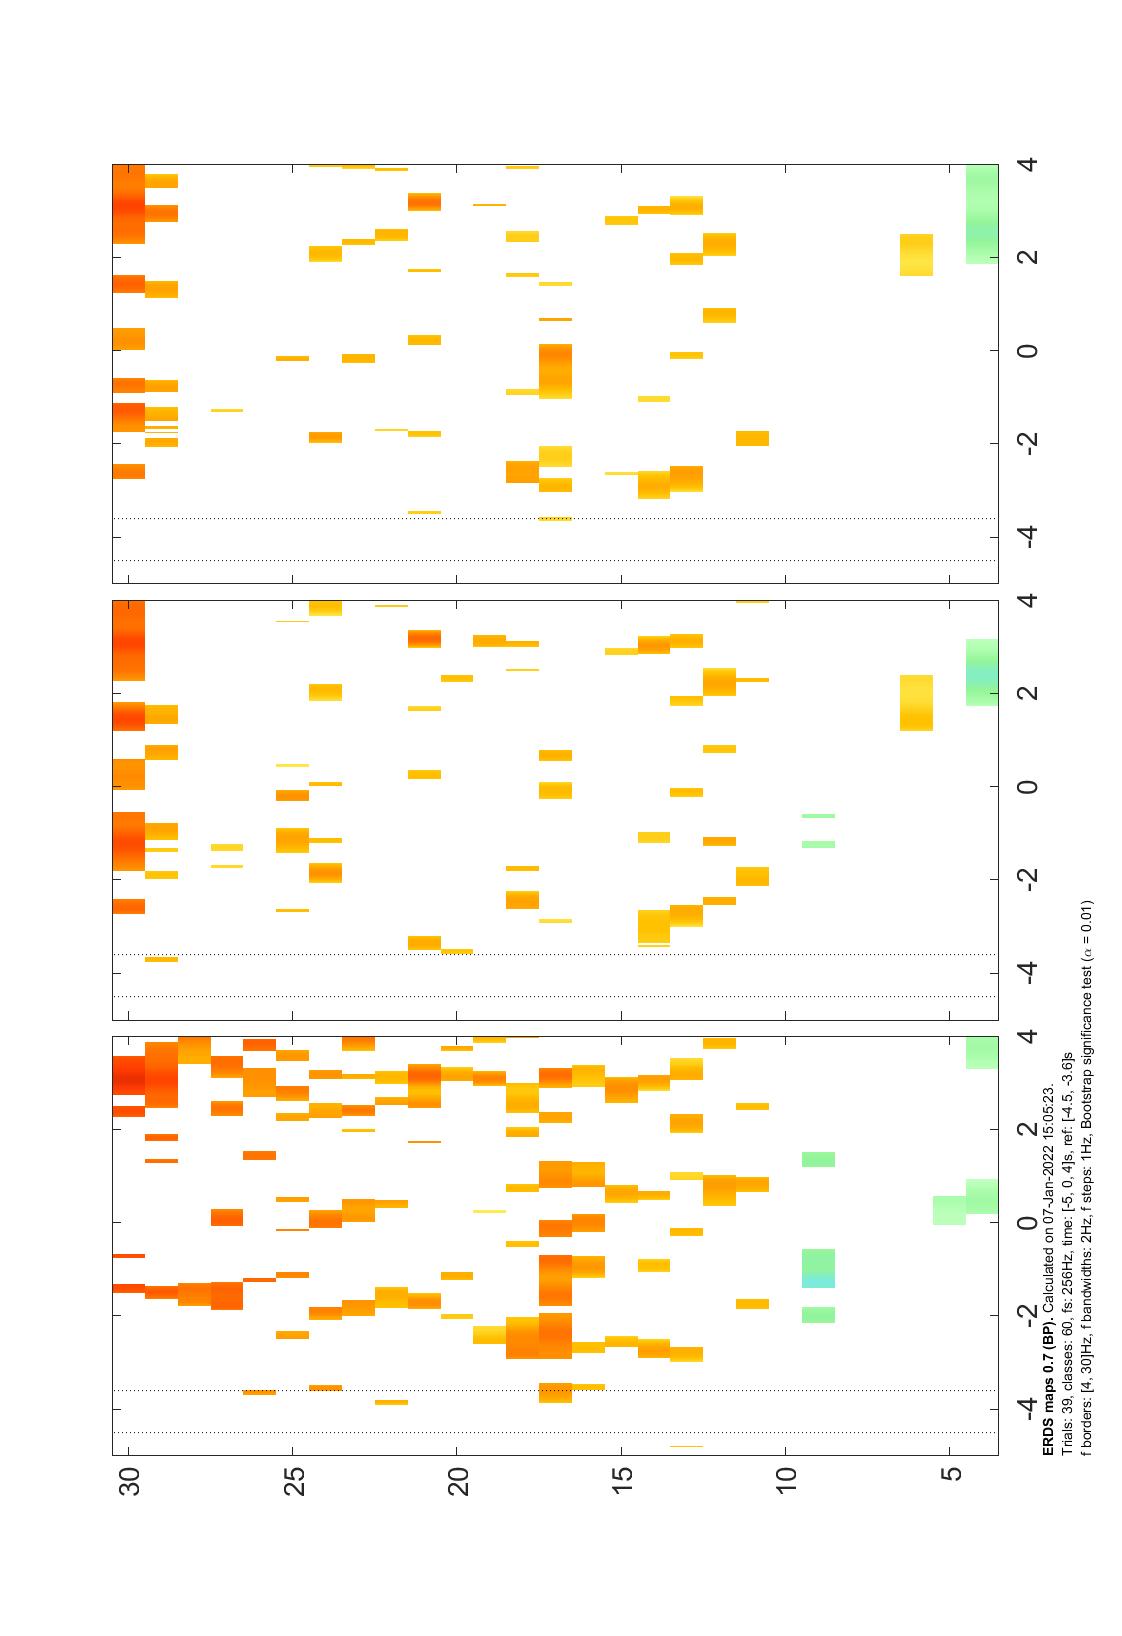 30
25
20
15
10
5
-4 -2 0 2 4 -4 -2 0 2 4 -4 -2 0 2 4
ERDS maps 0.7 (BP). Calculated on 07-Jan-2022 15:05:23.
Trials: 39, classes: 60, fs: 256Hz, time: [-5, 0, 4]s, ref: [-4.5, -3.6]s
f borders: [4, 30]Hz, f bandwidths: 2Hz, f steps: 1Hz, Bootstrap significance test (α = 0.01)